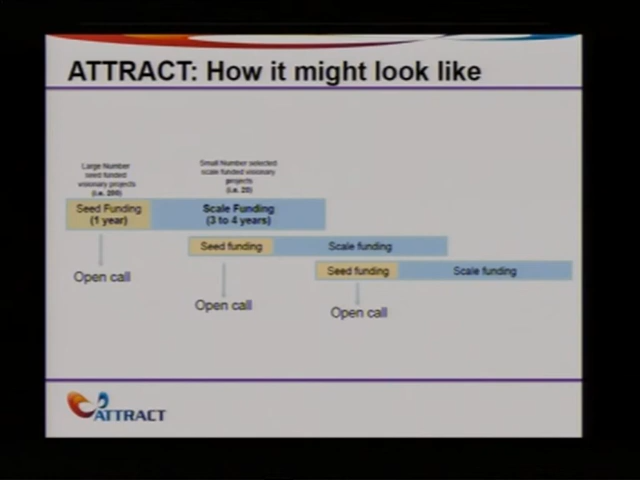 ATTRACT: How it might look like
Large Number
seed funded
visionary projects
(i.e. 200)
Small Number selected
scale funded visionary
projects
(i.e. 20)
Seed Funding
(1 year)
Scale Funding
(3 to 4 years)
Seed funding
Scale funding
Seed funding
Scale funding
Open call
Open call
Open call
ATTRACT